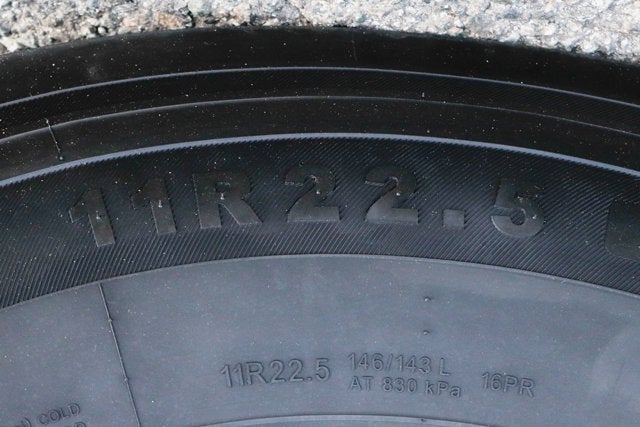 11R22.5
11R22.5 146/143 L 16PR
AT 830 kPa
COLD